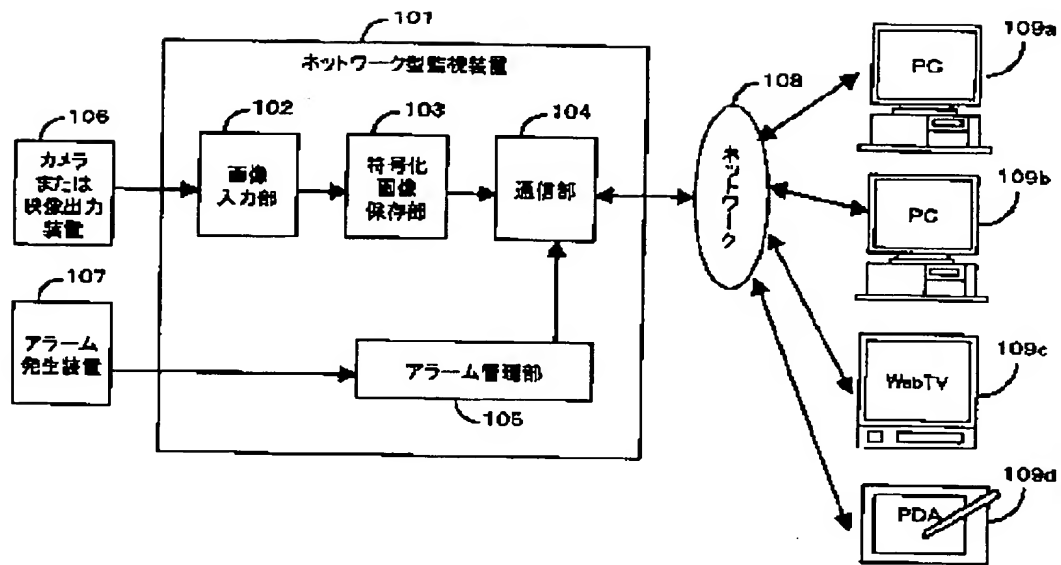 101
ネットワーク型監視装置
106
カメラ
または
映像出力
装置
102
画像
入力部
103
符号化
画像
保存部
104
通信部
107
アラーム
発生装置
アラーム管理部
105
108
ネットワーク
109a
PC
109b
PC
109c
WebTV
109d
PDA